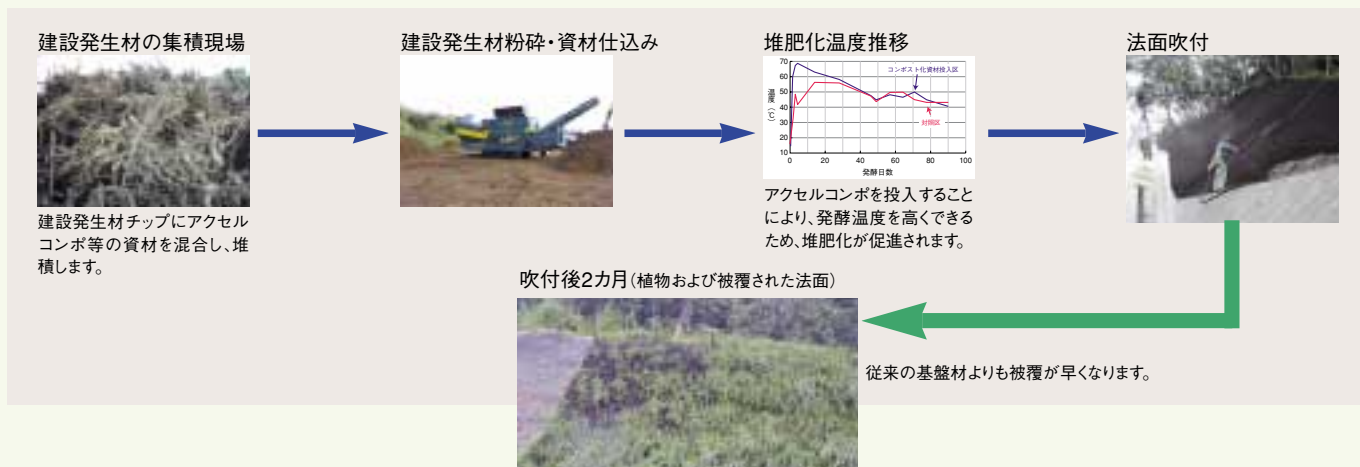 建設発生材の集積現場
建設発生材チップにアクセル
コンポ等の資材を混合し、堆
積します。
建設発生材粉砕・資材仕込み
堆肥化温度推移
70
60
50
40
30
20
10
温度(℃)
コンポスト化資材投入区
対照区
0
20
40
60
80
100
発酵日数
アクセルコンポを投入すること
により、発酵温度を高くできる
ため、堆肥化が促進されます。
法面吹付
吹付後2カ月(植物および被覆された法面)
従来の基盤材よりも被覆が早くなります。